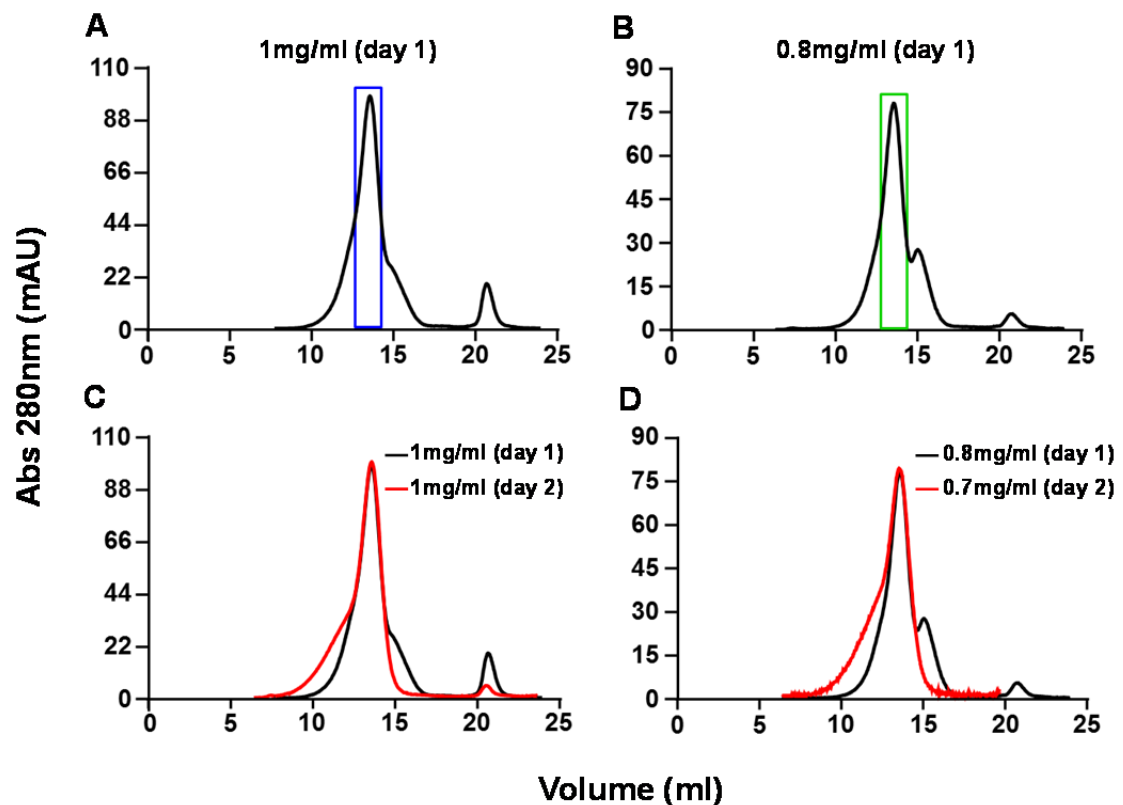 A
1mg/ml (day 1)
110
88
66
44
22
0
0 5 10 15 20 25
B
0.8mg/ml (day 1)
90
75
60
45
30
15
0
0 5 10 15 20 25
C
1mg/ml (day 1)
1mg/ml (day 2)
110
88
66
44
22
0
0 5 10 15 20 25
D
0.8mg/ml (day 1)
0.7mg/ml (day 2)
90
75
60
45
30
15
0
0 5 10 15 20 25
Abs 280nm (mAU)
Volume (ml)